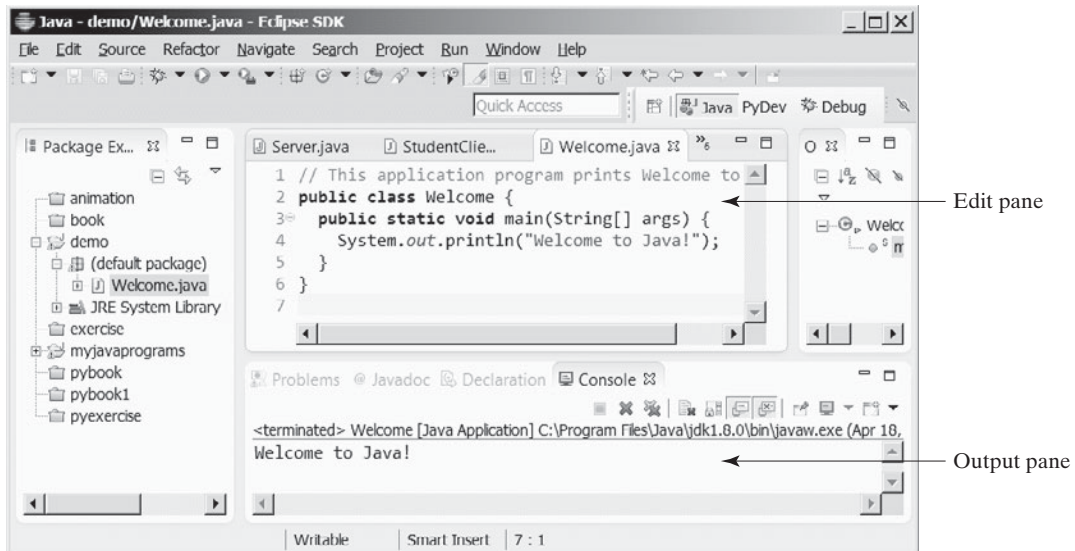 Java - demo/Welcome.java - Eclipse SDK
File Edit Source Refactor Navigate Search Project Run Window Help
Quick Access Java PyDev Debug
Package Ex...
animation
book
demo
(default package)
Welcome.java
JRE System Library
exercise
myjavaprograms
pybook
pybook1
pyexercise
Server.java StudentClie... Welcome.java »6
1 // This application program prints Welcome to
2 public class Welcome {
3 public static void main(String[] args) {
4 System.out.println("Welcome to Java!");
5 }
6 }
7
O
Welc
S m
Edit pane
Problems @ Javadoc Declaration Console
<terminated> Welcome [Java Application] C:\Program Files\Java\jdk1.8.0\bin\javaw.exe (Apr 18,
Welcome to Java!
Output pane
Writable Smart Insert 7 : 1